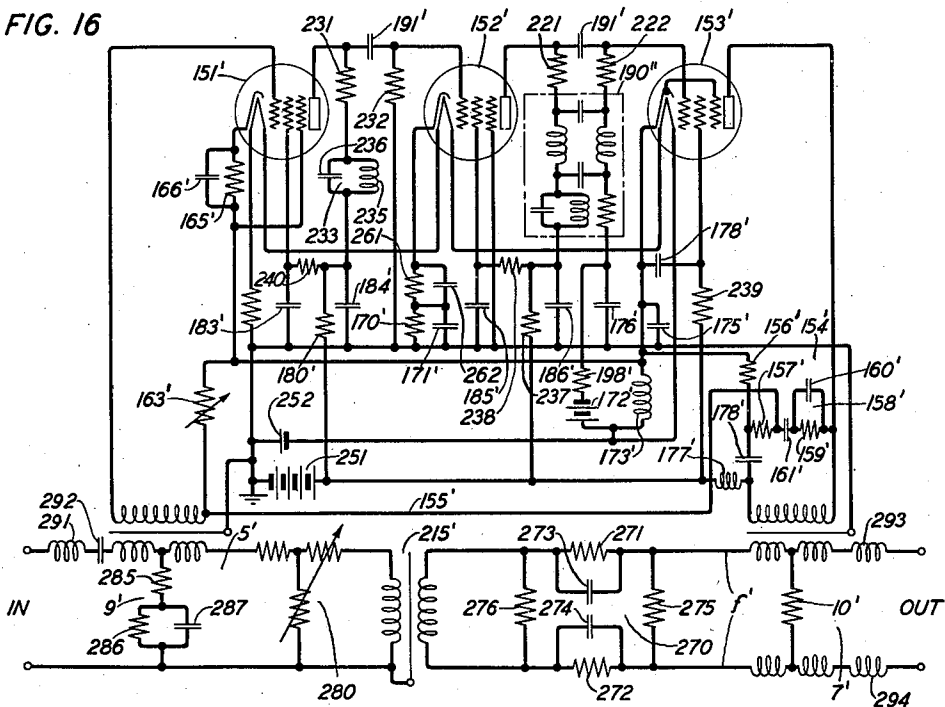 FIG. 16
231 191' 152' 221 191' 222 153'
151' 190"
232
236
166' 178'
165' 233 235
261 239
240
184'
183' 170' 176' 175' 156' 154'
180' 171' 262 186' 198' 157' 160'
163' 185' 172' 158'
238 237
252 178'
161' 159'
251 173' 177'
292 155'
291 5' 215' 273 271 293
285
9' 287 276 274 275 f' 10'
IN OUT
286 270
280 272 7' 294